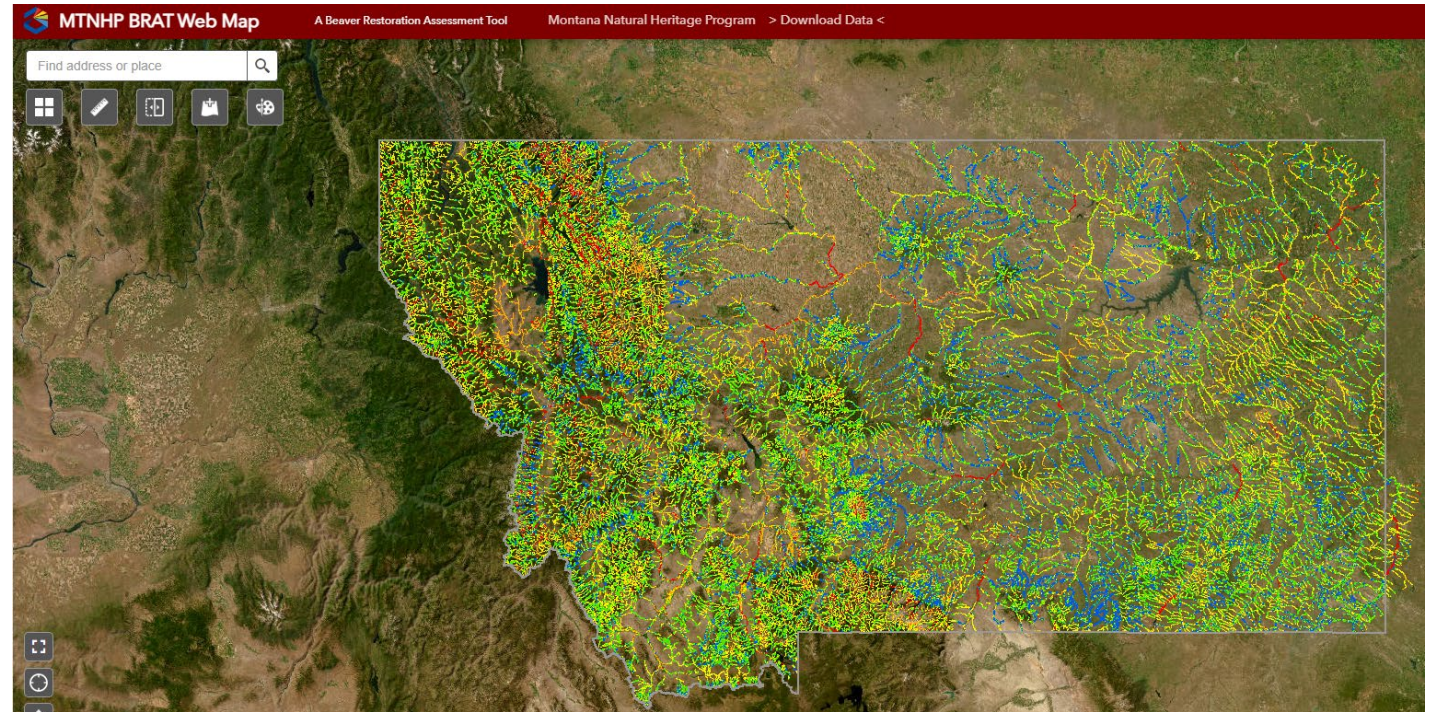 MTNHP BRAT Web Map
A Beaver Restoration Assessment Tool
Montana Natural Heritage Program
> Download Data <
Find address or place